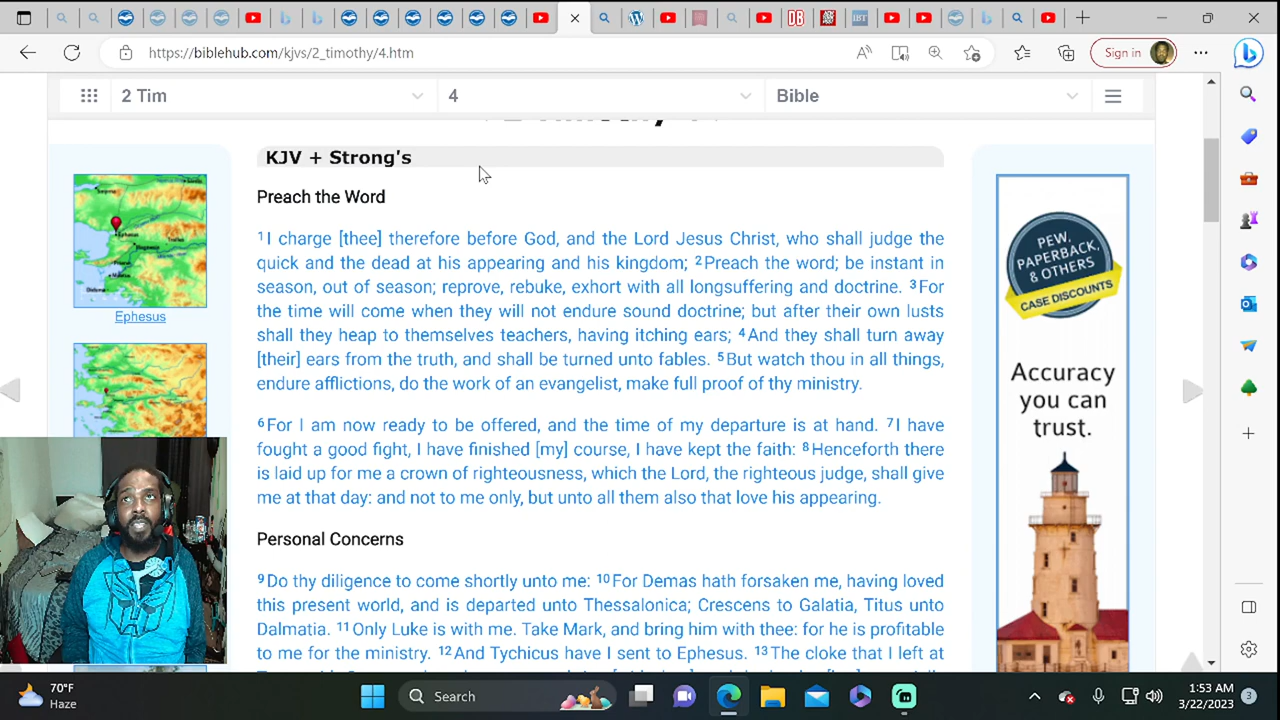 https://biblehub.com/kjvs/2_timothy/4.htm
Sign in
2 Tim
4
Bible
KJV + Strong's
Preach the Word
1I charge [thee] therefore before God, and the Lord Jesus Christ, who shall judge the
quick and the dead at his appearing and his kingdom; 2Preach the word; be instant in
season, out of season; reprove, rebuke, exhort with all longsuffering and doctrine. 3For
the time will come when they will not endure sound doctrine; but after their own lusts
shall they heap to themselves teachers, having itching ears; 4And they shall turn away
[their] ears from the truth, and shall be turned unto fables. 5But watch thou in all things,
endure afflictions, do the work of an evangelist, make full proof of thy ministry.
6For I am now ready to be offered, and the time of my departure is at hand. 7I have
fought a good fight, I have finished [my] course, I have kept the faith: 8Henceforth there
is laid up for me a crown of righteousness, which the Lord, the righteous judge, shall give
me at that day: and not to me only, but unto all them also that love his appearing.
Personal Concerns
9Do thy diligence to come shortly unto me: 10For Demas hath forsaken me, having loved
this present world, and is departed unto Thessalonica; Crescens to Galatia, Titus unto
Dalmatia. 11Only Luke is with me. Take Mark, and bring him with thee: for he is profitable
to me for the ministry. 12And Tychicus have I sent to Ephesus. 13The cloke that I left at
Ephesus
PEW,
PAPERBACK,
& OTHERS
CASE DISCOUNTS
Accuracy
you can
trust.
70°F
Haze
Search
1:53 AM
3/22/2023
3